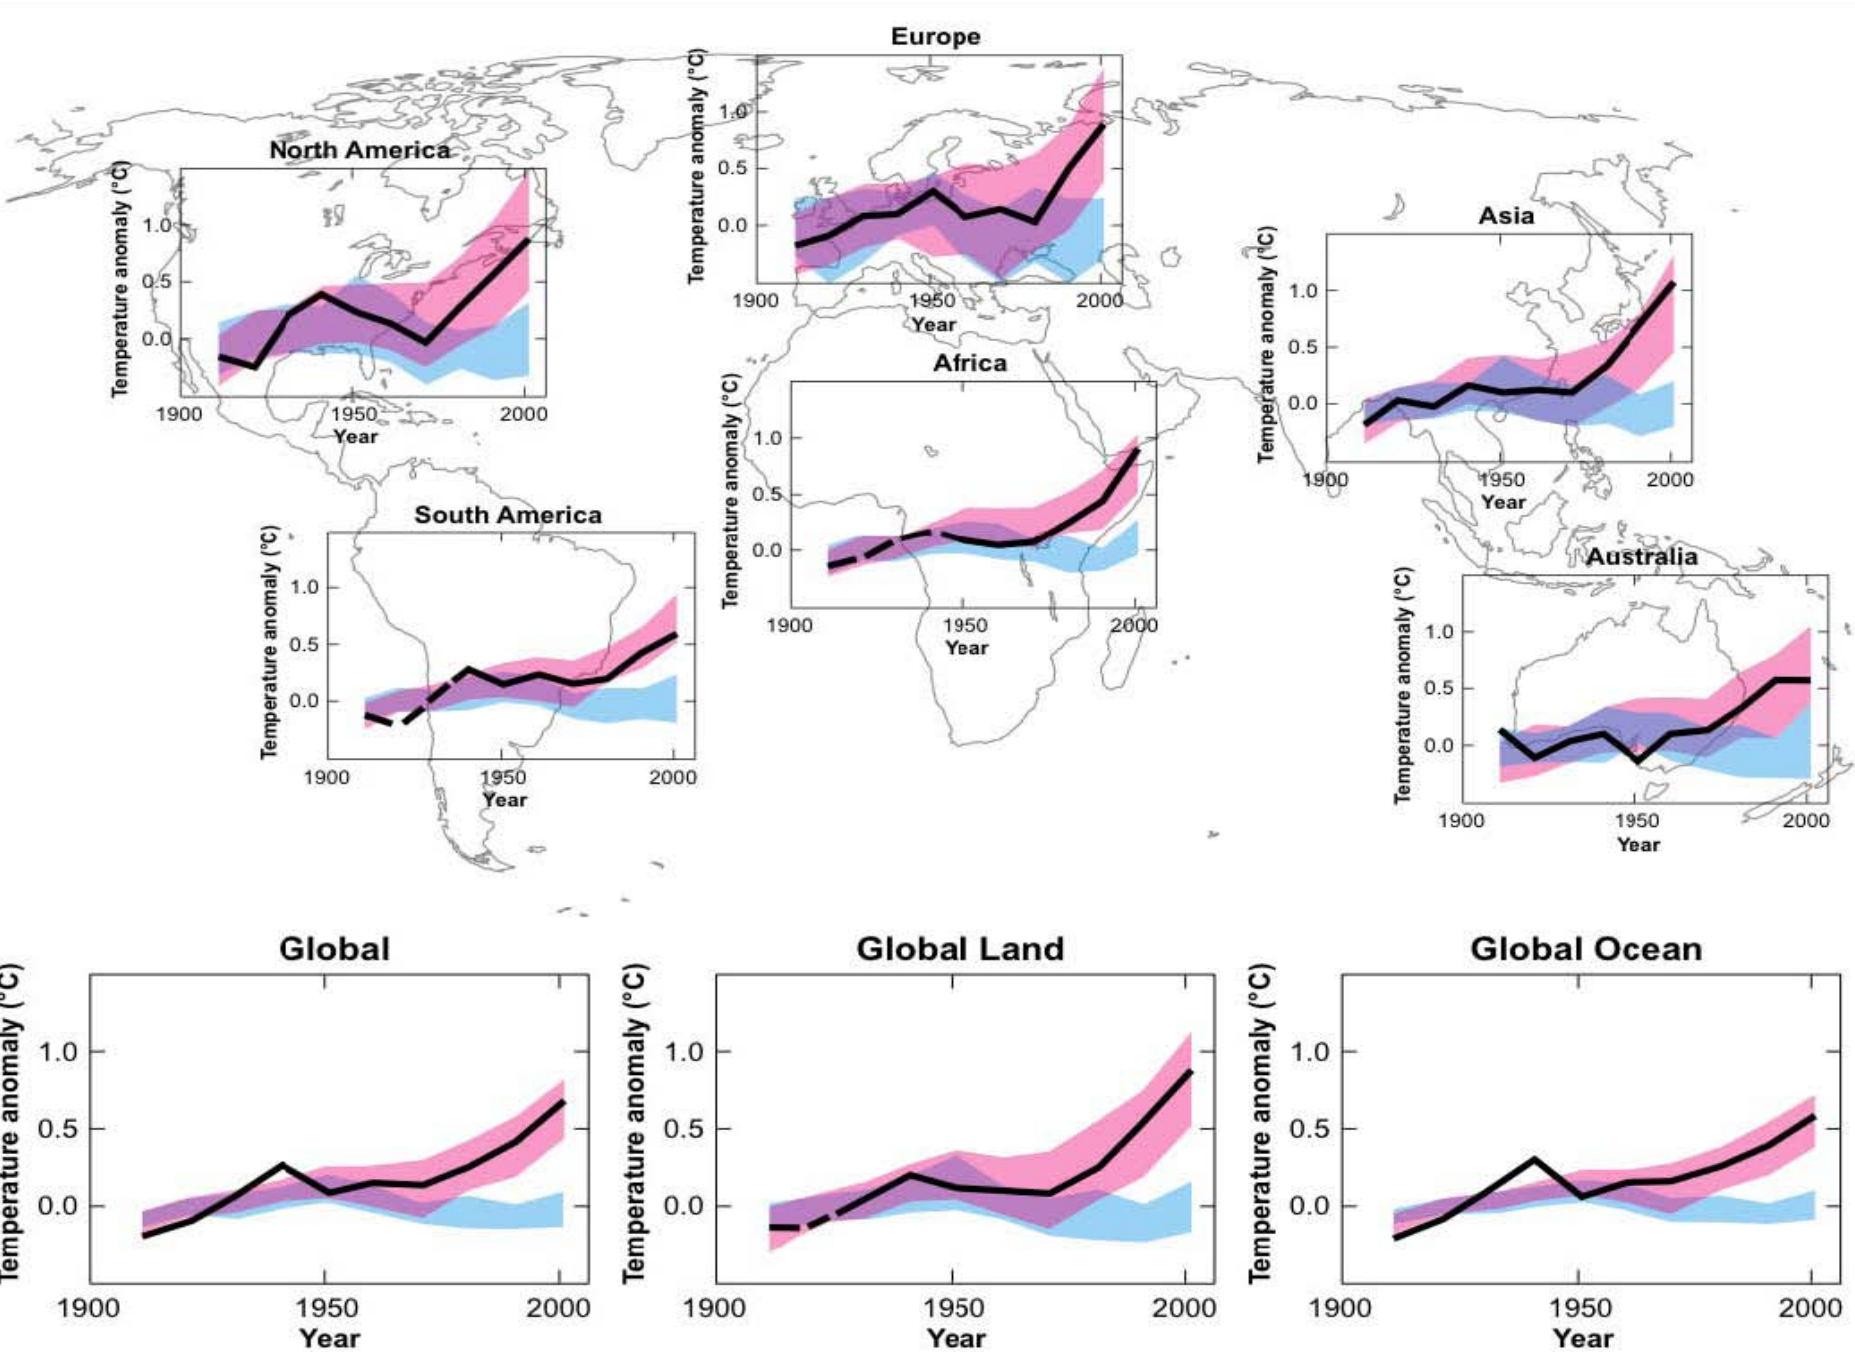 Europe
Temperature anomaly (°C)
1.0
0.5
0.0
1900 1950 2000
Year
North America
Temperature anomaly (°C)
1.0
0.5
0.0
1900 1950 2000
Year
Asia
Temperature anomaly (°C)
1.0
0.5
0.0
1900 1950 2000
Year
Africa
Temperature anomaly (°C)
1.0
0.5
0.0
1900 1950 2000
Year
South America
Temperature anomaly (°C)
1.0
0.5
0.0
1900 1950 2000
Year
Australia
Temperature anomaly (°C)
1.0
0.5
0.0
1900 1950 2000
Year
Global
Temperature anomaly (°C)
1.0
0.5
0.0
1900 1950 2000
Year
Global Land
Temperature anomaly (°C)
1.0
0.5
0.0
1900 1950 2000
Year
Global Ocean
Temperature anomaly (°C)
1.0
0.5
0.0
1900 1950 2000
Year